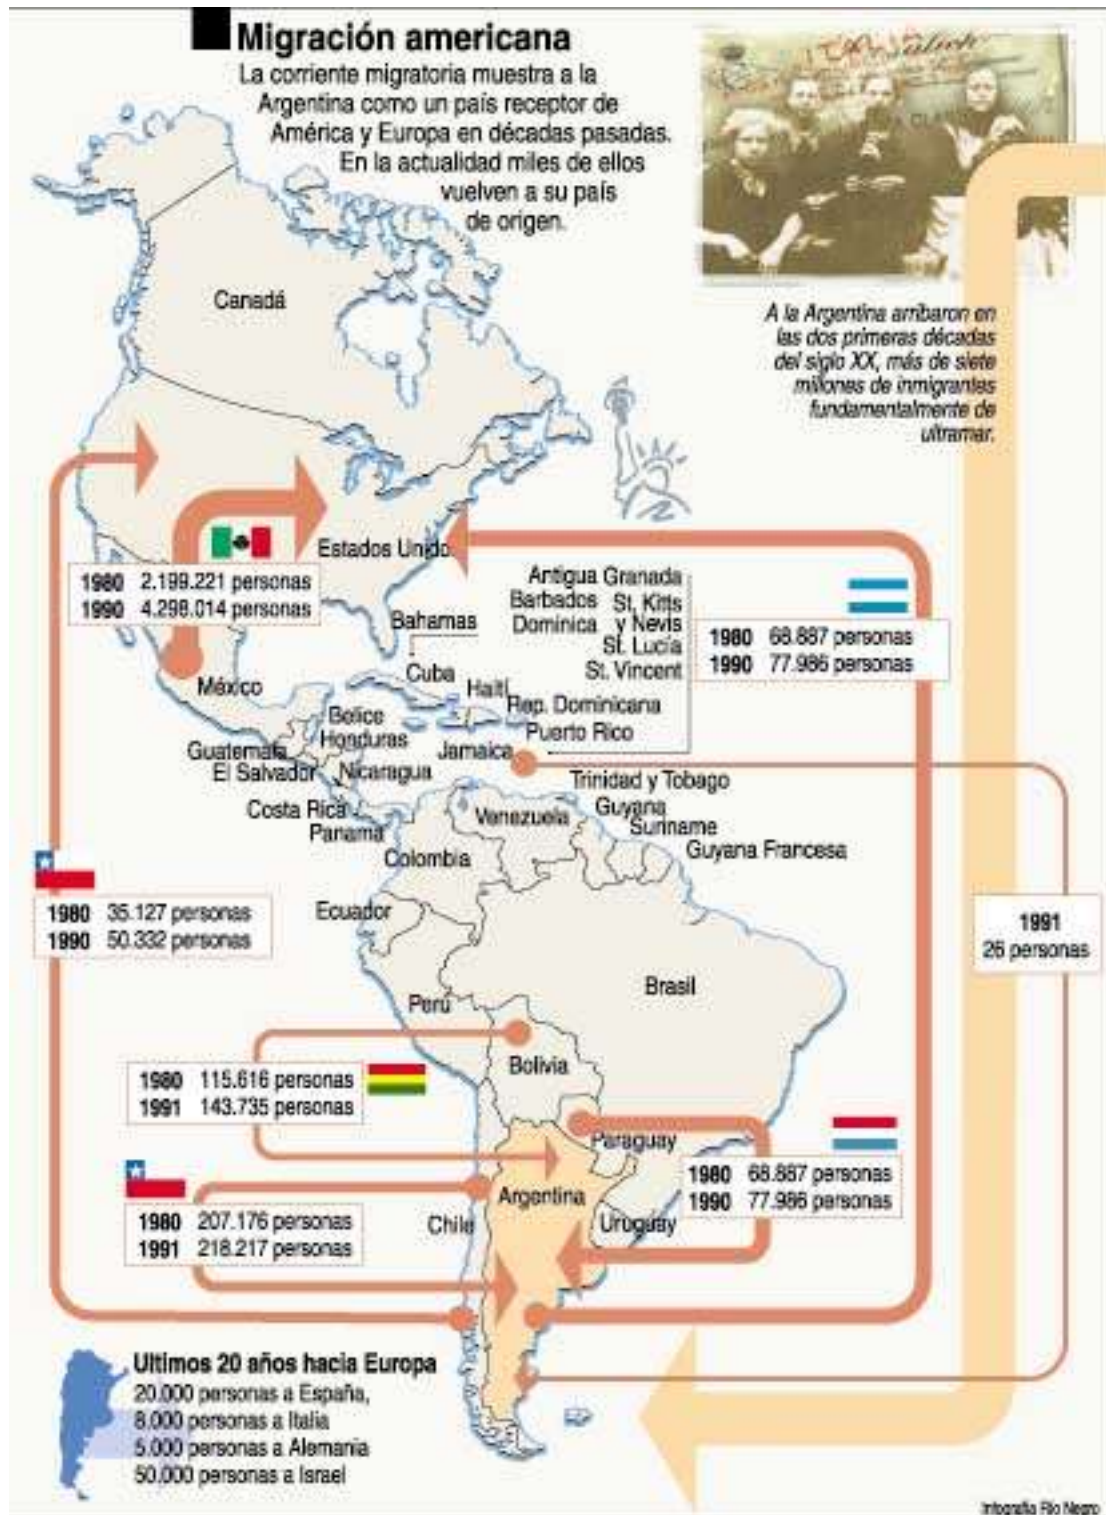 Migración americana
La corriente migratoria muestra a la
Argentina como un país receptor de
América y Europa en décadas pasadas.
En la actualidad miles de ellos
vuelven a su país
de origen.
A la Argentina arribaron en
las dos primeras décadas
del siglo XX, más de siete
millones de inmigrantes
fundamentalmente de
ultramar.
Canadá
Estados Unido
1980 2.199.221 personas
1990 4.298.014 personas
Antigua Granada
Barbados St. Kitts
Dominica y Nevis
St. Lucía
St. Vincent
1980 68.887 personas
1990 77.986 personas
Bahamas
Cuba
México
Haití
Rep. Dominicana
Puerto Rico
Belice
Honduras
Jamaica
Guatemala
El Salvador
Nicaragua
Trinidad y Tobago
Costa Rica
Panamá
Venezuela
Guyana
Suriname
Guyana Francesa
Colombia
Ecuador
1980 35.127 personas
1990 50.332 personas
1991
26 personas
Brasil
Perú
Bolivia
1980 115.616 personas
1991 143.735 personas
Paraguay
1980 68.887 personas
1990 77.986 personas
Argentina
Chile
Uruguay
1980 207.176 personas
1991 218.217 personas
Ultimos 20 años hacia Europa
20.000 personas a España,
8.000 personas a Italia
5.000 personas a Alemania
50.000 personas a Israel
Infografía Río Negro